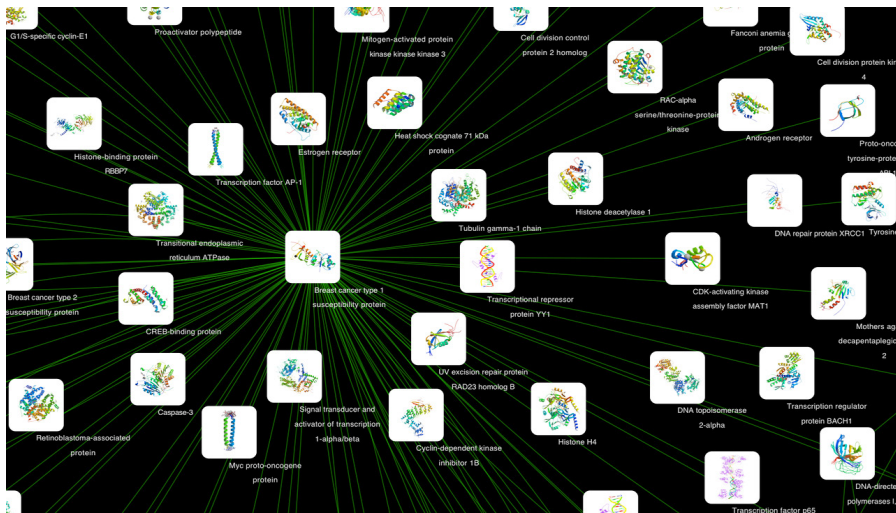 G1/S-specific cyclin-E1
Proactivator polypeptide
Mitogen-activated protein
kinase kinase kinase 3
Cell division control
protein 2 homolog
Fanconi anemia g
protein
Cell division protein kin
4
Histone-binding protein
RBBP7
Transcription factor AP-1
Estrogen receptor
Heat shock cognate 71 kDa
protein
RAC-alpha
serine/threonine-protein
kinase
Androgen receptor
Proto-onco
tyrosine-prote
Transitional endoplasmic
reticulum ATPase
Tubulin gamma-1 chain
Histone deacetylase 1
DNA repair protein XRCC1
Tyrosine
Breast cancer type 2
susceptibility protein
Breast cancer type 1
susceptibility protein
Transcriptional repressor
protein YY1
CDK-activating kinase
assembly factor MAT1
CREB-binding protein
Mothers ag
decapentaplegic
2
UV excision repair protein
RAD23 homolog B
Retinoblastoma-associated
protein
Caspase-3
Myc proto-oncogene
protein
Signal transducer and
activator of transcription
1-alpha/beta
Cyclin-dependent kinase
inhibitor 1B
Histone H4
DNA topoisomerase
2-alpha
Transcription regulator
protein BACH1
Transcription factor p65
DNA-directe
polymerases I,